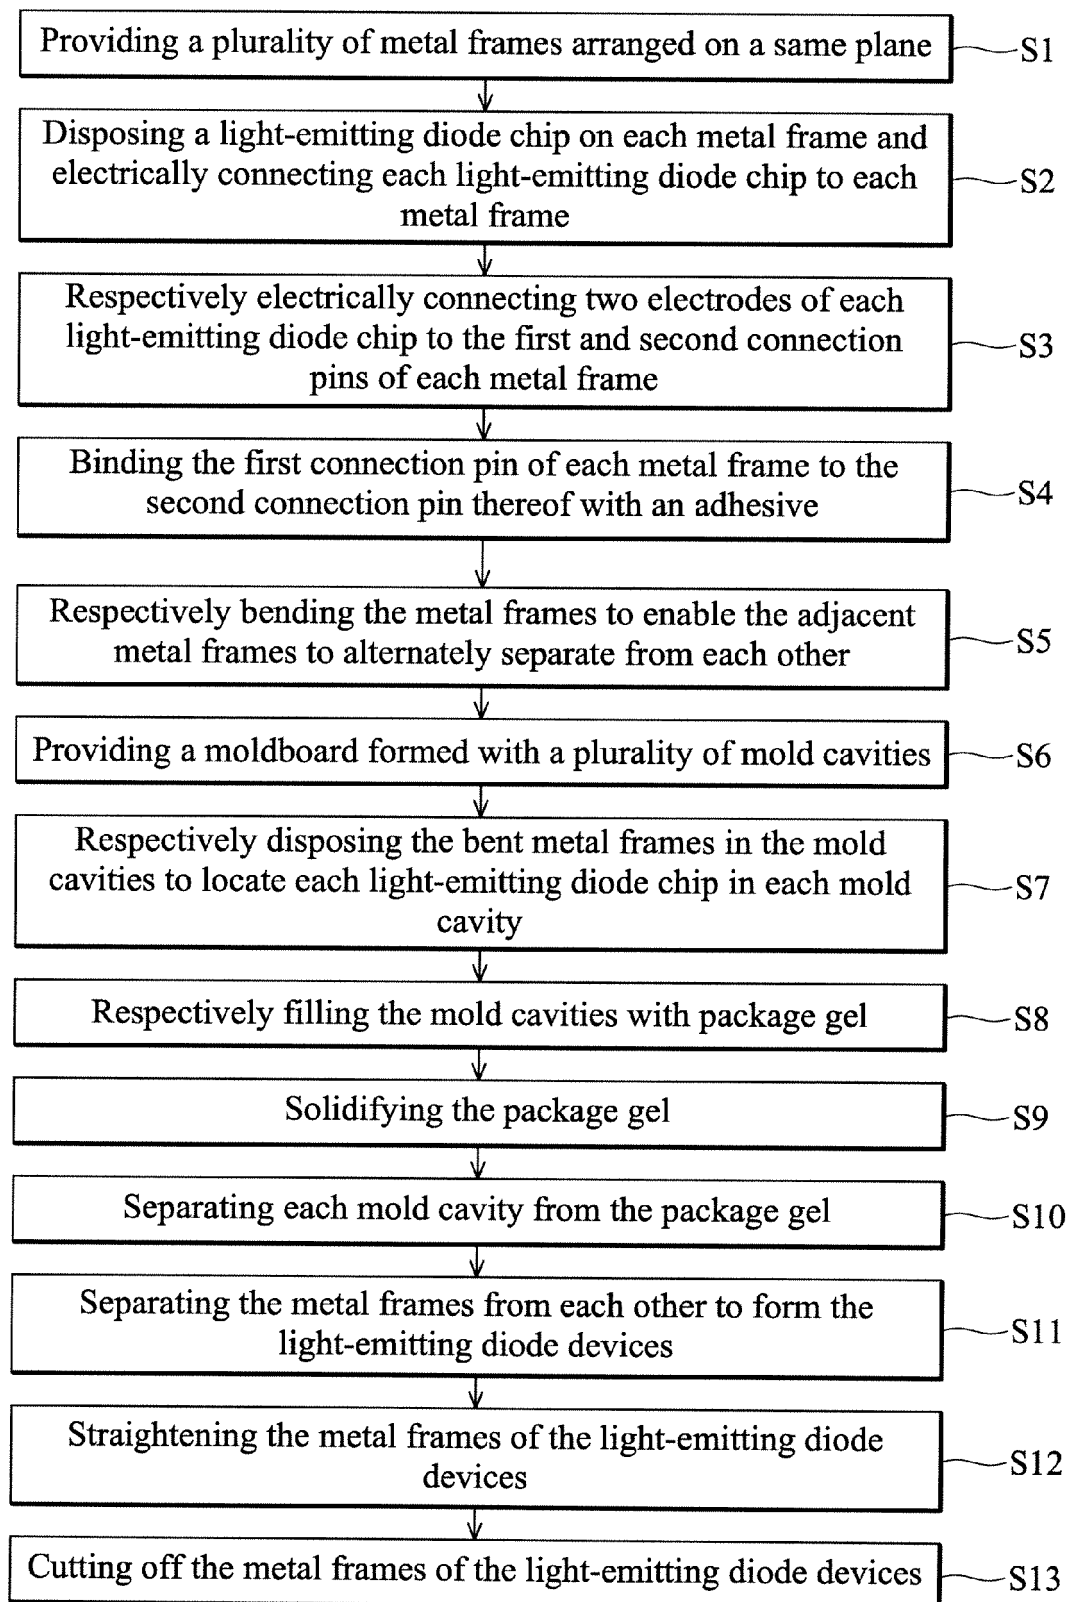 Providing a plurality of metal frames arranged on a same plane
S1
Disposing a light-emitting diode chip on each metal frame and
electrically connecting each light-emitting diode chip to each
metal frame
S2
Respectively electrically connecting two electrodes of each
light-emitting diode chip to the first and second connection
pins of each metal frame
S3
Binding the first connection pin of each metal frame to the
second connection pin thereof with an adhesive
S4
Respectively bending the metal frames to enable the adjacent
metal frames to alternately separate from each other
S5
Providing a moldboard formed with a plurality of mold cavities
S6
Respectively disposing the bent metal frames in the mold
cavities to locate each light-emitting diode chip in each mold
cavity
S7
Respectively filling the mold cavities with package gel
S8
Solidifying the package gel
S9
Separating each mold cavity from the package gel
S10
Separating the metal frames from each other to form the
light-emitting diode devices
S11
Straightening the metal frames of the light-emitting diode
devices
S12
Cutting off the metal frames of the light-emitting diode devices
S13